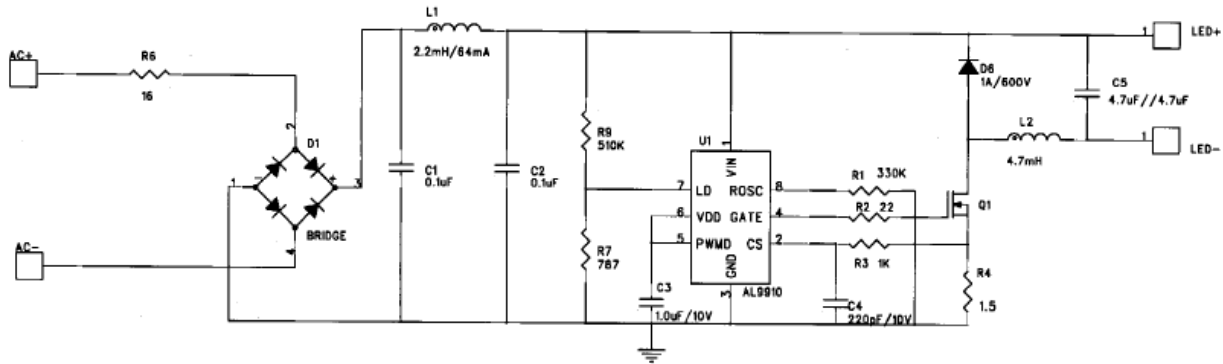 L1
2.2mH/64mA
1
LED+
AC+
R6
16
D6
1A/600V
C5
4.7uF//4.7uF
2
D1
R9
510K
U1
1
VIN
L2
4.7mH
1
LED-
1
-
+
3
C1
0.1uF
C2
0.1uF
7
LD
ROSC
8
R1
330K
6
VDD
GATE
4
R2
22
Q1
BRIDGE
4
AC-
R7
787
5
PWMD
CS
2
R3
1K
GND
3
AL9910
R4
1.5
C3
1.0uF/10V
C4
220pF/10V